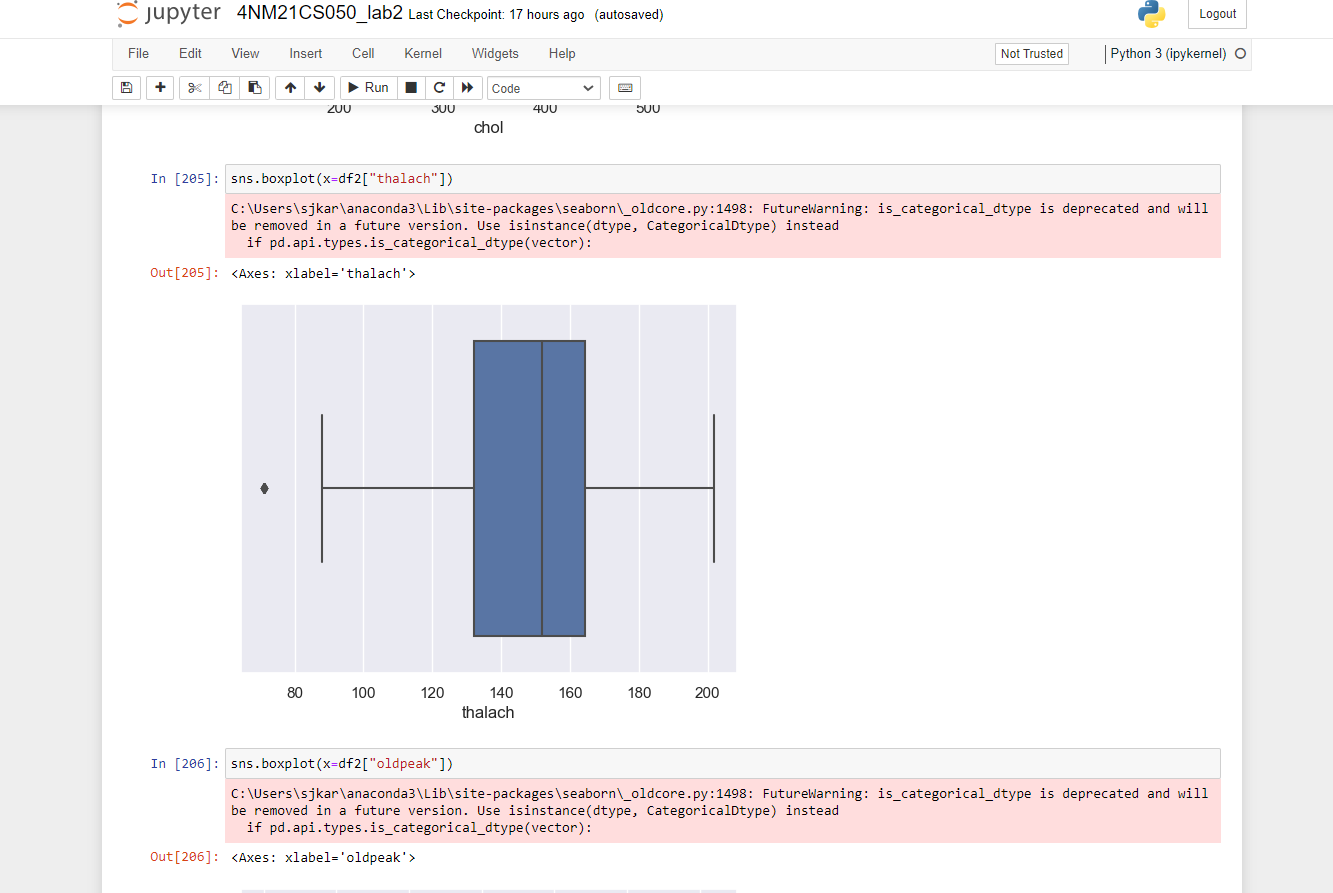 jupyter 4NM21CS050_lab2 Last Checkpoint: 17 hours ago (autosaved)
Logout
File Edit View Insert Cell Kernel Widgets Help
Not Trusted
Python 3 (ipykernel)
Run
Code
200 300 400 500
chol
In [205]: sns.boxplot(x=df2["thalach"])
C:\Users\sjkar\anaconda3\Lib\site-packages\seaborn\_oldcore.py:1498: FutureWarning: is_categorical_dtype is deprecated and will
be removed in a future version. Use isinstance(dtype, CategoricalDtype) instead
if pd.api.types.is_categorical_dtype(vector):
Out[205]: <Axes: xlabel='thalach'>
80 100 120 140 160 180 200
thalach
In [206]: sns.boxplot(x=df2["oldpeak"])
C:\Users\sjkar\anaconda3\Lib\site-packages\seaborn\_oldcore.py:1498: FutureWarning: is_categorical_dtype is deprecated and will
be removed in a future version. Use isinstance(dtype, CategoricalDtype) instead
if pd.api.types.is_categorical_dtype(vector):
Out[206]: <Axes: xlabel='oldpeak'>